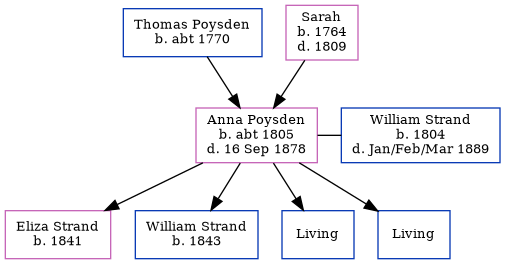 Thomas Poysden
b. abt 1770
Sarah
b. 1764
d. 1809
Anna Poysden
b. abt 1805
d. 16 Sep 1878
William Strand
b. 1804
d. Jan/Feb/Mar 1889
Eliza Strand
b. 1841
William Strand
b. 1843
Living
Living